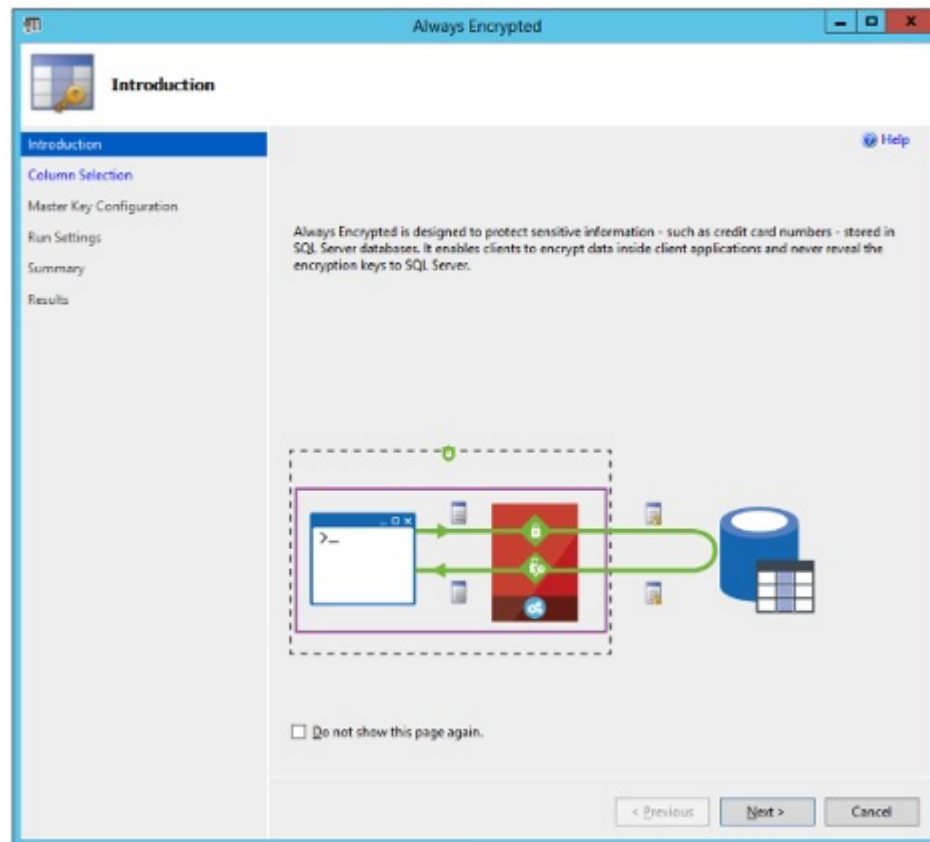 Always Encrypted
Introduction
Introduction
Column Selection
Master Key Configuration
Run Settings
Summary
Results
Help
Always Encrypted is designed to protect sensitive information - such as credit card numbers - stored in
SQL Server databases. It enables clients to encrypt data inside client applications and never reveal the
encryption keys to SQL Server.
>_
Do not show this page again.
< Previous
Next >
Cancel